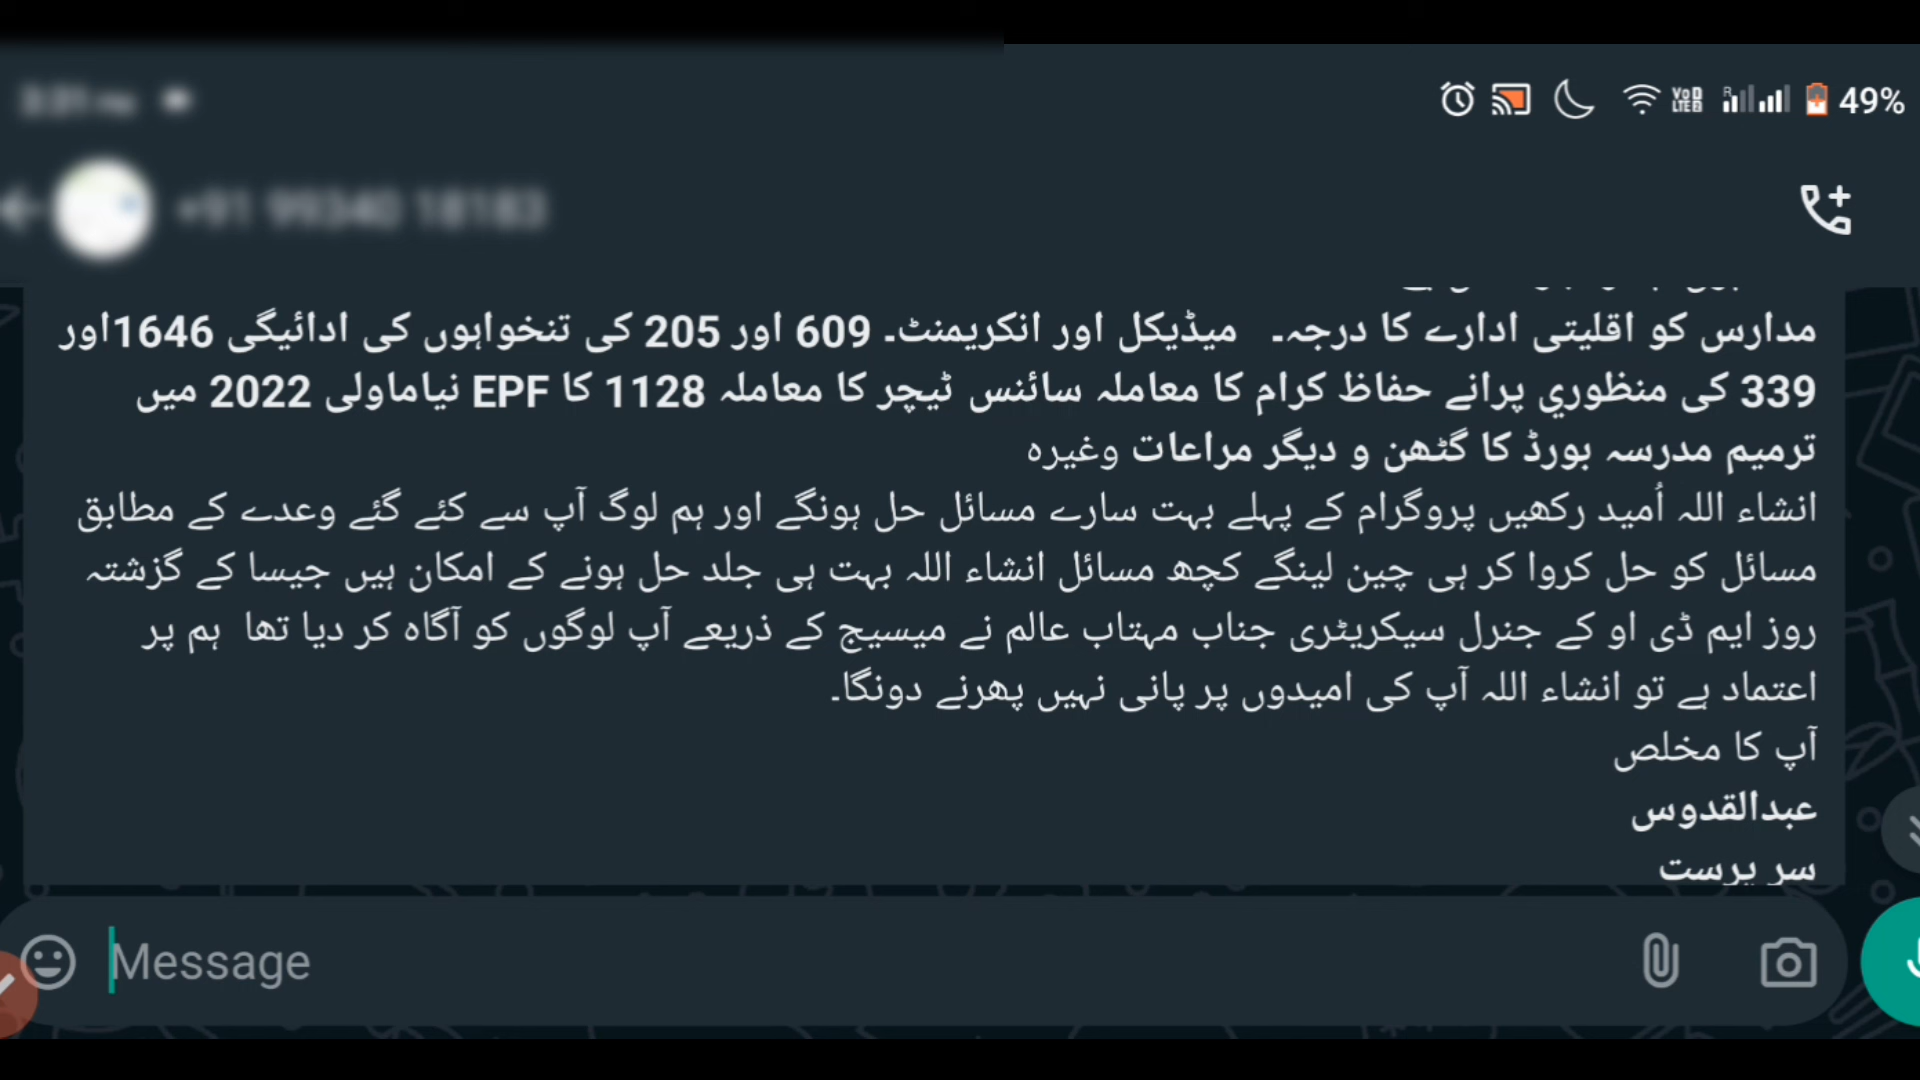 49%
مدارس کو اقلیتی ادارے کا درجہ۔ میڈیکل اور انکریمنٹ۔ 609 اور 205 کی تنخواہوں کی ادائیگی 1646اور
339 کی منظوري پرانے حفاظ کرام کا معاملہ سائنس ٹیچر کا معاملہ 1128 کا EPF نیاماولی 2022 میں
ترمیم مدرسہ بورڈ کا گٹھن و دیگر مراعات وغیرہ
انشاء اللہ اُمید رکھیں پروگرام کے پہلے بہت سارے مسائل حل ہونگے اور ہم لوگ آپ سے کئے گئے وعدے کے مطابق
مسائل کو حل کروا کر ہی چین لینگے کچھ مسائل انشاء اللہ بہت ہی جلد حل ہونے کے امکان ہیں جیسا کے گزشتہ
روز ایم ڈی او کے جنرل سیکریٹری جناب مہتاب عالم نے میسیج کے ذریعے آپ لوگوں کو آگاہ کر دیا تھا ہم پر
اعتماد ہے تو انشاء اللہ آپ کی امیدوں پر پانی نہیں پھرنے دونگا۔
آپ کا مخلص
عبدالقدوس
سر پرست
Message